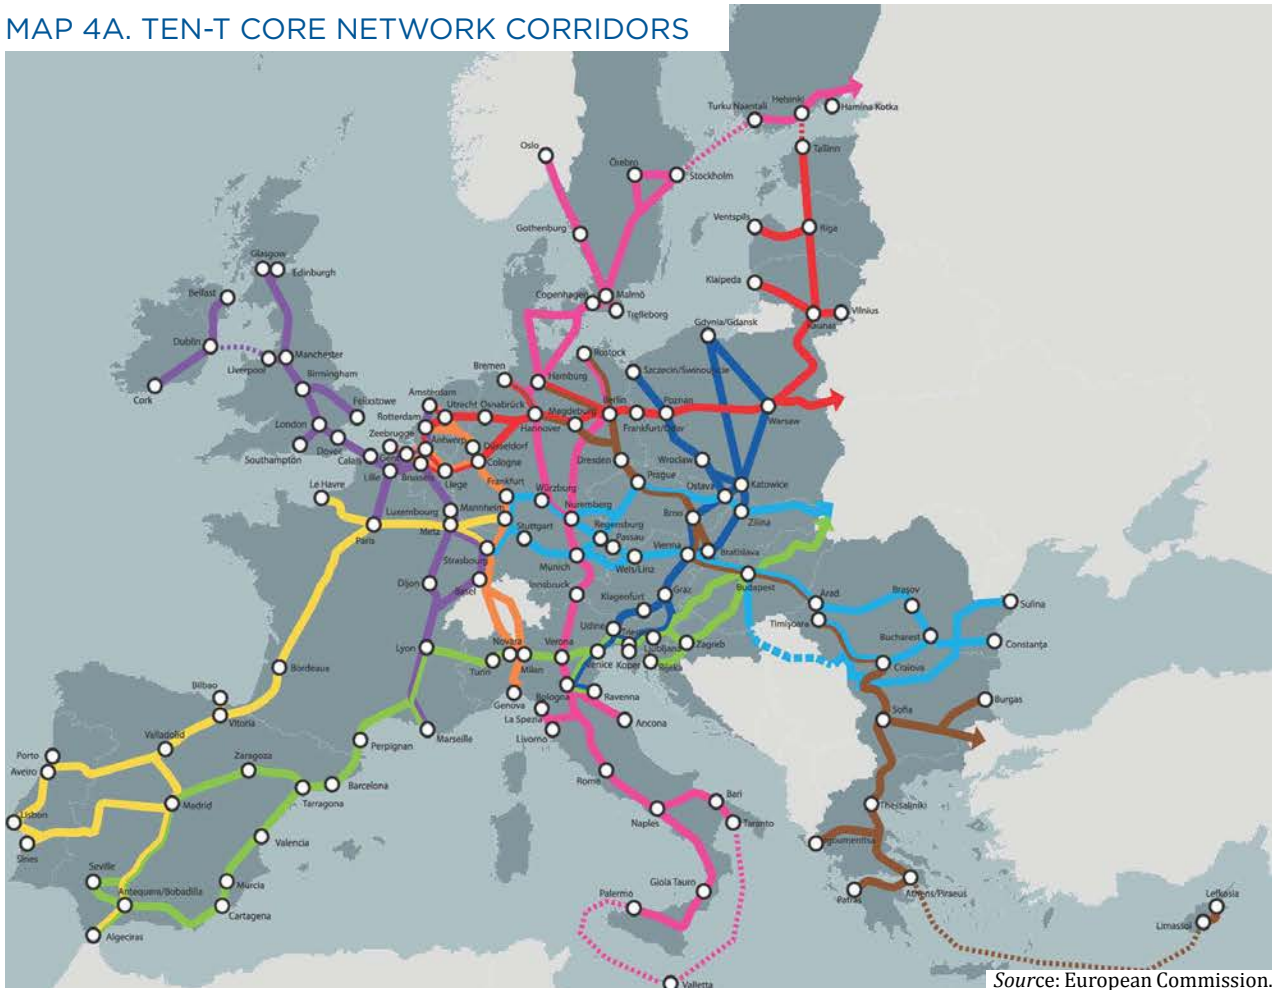 MAP 4A. TEN-T CORE NETWORK CORRIDORS
Turku Naantali
Helsinki
Hamina Kotka
Tallinn
Oslo
Örebro
Stockholm
Ventspils
Riga
Gothenburg
Klaipeda
Vilnius
Kaunas
Glasgow
Edinburgh
Belfast
Copenhagen
Malmö
Trelleborg
Gdynia/Gdansk
Dublin
Liverpool
Manchester
Rostock
Birmingham
Bremen
Hamburg
Szczecin/Swinoujscie
Cork
Felixstowe
Amsterdam
Utrecht
Osnabrück
Magdeburg
Berlin
Poznan
Warsaw
London
Rotterdam
Hannover
Frankfurt/Oder
Southampton
Dover
Zeebrugge
Antwerp
Düsseldorf
Calais
Cologne
Dresden
Wroclaw
Lille
Brussels
Liege
Prague
Ostava
Katowice
Le Havre
Frankfurt
Würzburg
Luxembourg
Mannheim
Nuremberg
Brno
Zilina
Paris
Metz
Stuttgart
Regensburg
Passau
Strasbourg
Munich
Wels/Linz
Vienna
Bratislava
Dijon
Basel
Innsbruck
Klagenfurt
Graz
Budapest
Arad
Braşov
Sulina
Timişoara
Udine
Novara
Verona
Ljubljana
Zagreb
Bucharest
Constanţa
Lyon
Turin
Milan
Venice
Koper
Rijeka
Craiova
Bordeaux
Bologna
Bilbao
Genova
Ravenna
Burgas
Vitoria
La Spezia
Ancona
Sofia
Valladolid
Marseille
Livorno
Porto
Zaragoza
Perpignan
Aveiro
Rome
Barcelona
Madrid
Tarragona
Bari
Thessaliniki
Lisbon
Naples
Taranto
Valencia
Igoumenitsa
Sines
Seville
Murcia
Gioia Tauro
Antequera/Bobadilla
Palermo
Patras
Athens/Piraeus
Lefkosia
Cartagena
Limassol
Algeciras
Valletta
Source: European Commission.